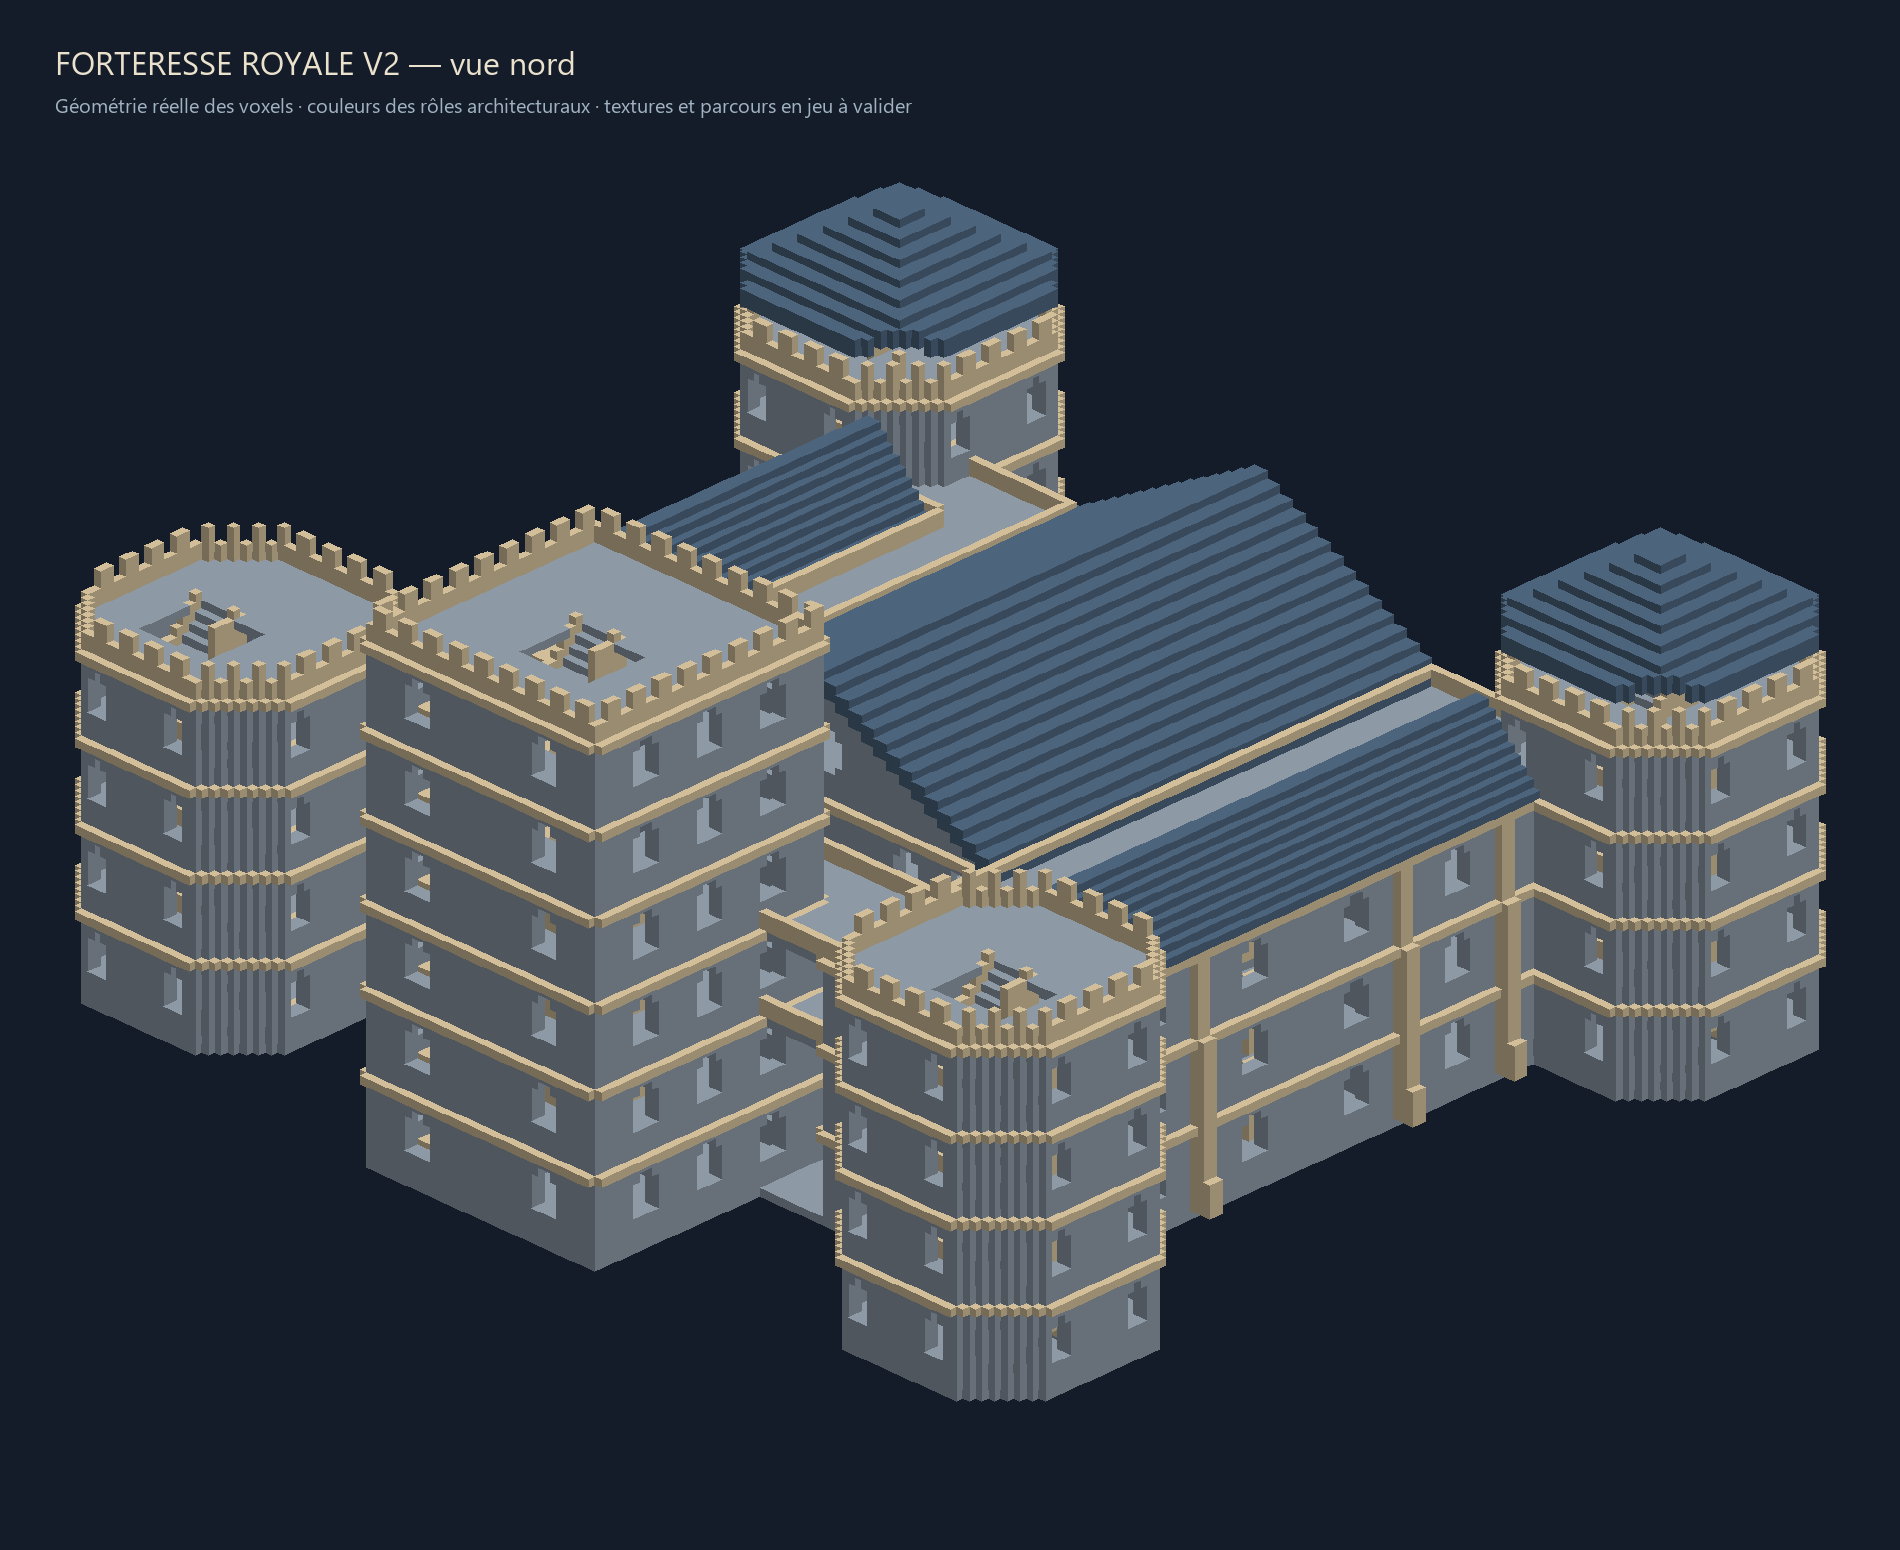 FORTERESSE ROYALE V2 — vue nord
Géométrie réelle des voxels · couleurs des rôles architecturaux · textures et parcours en jeu à valider